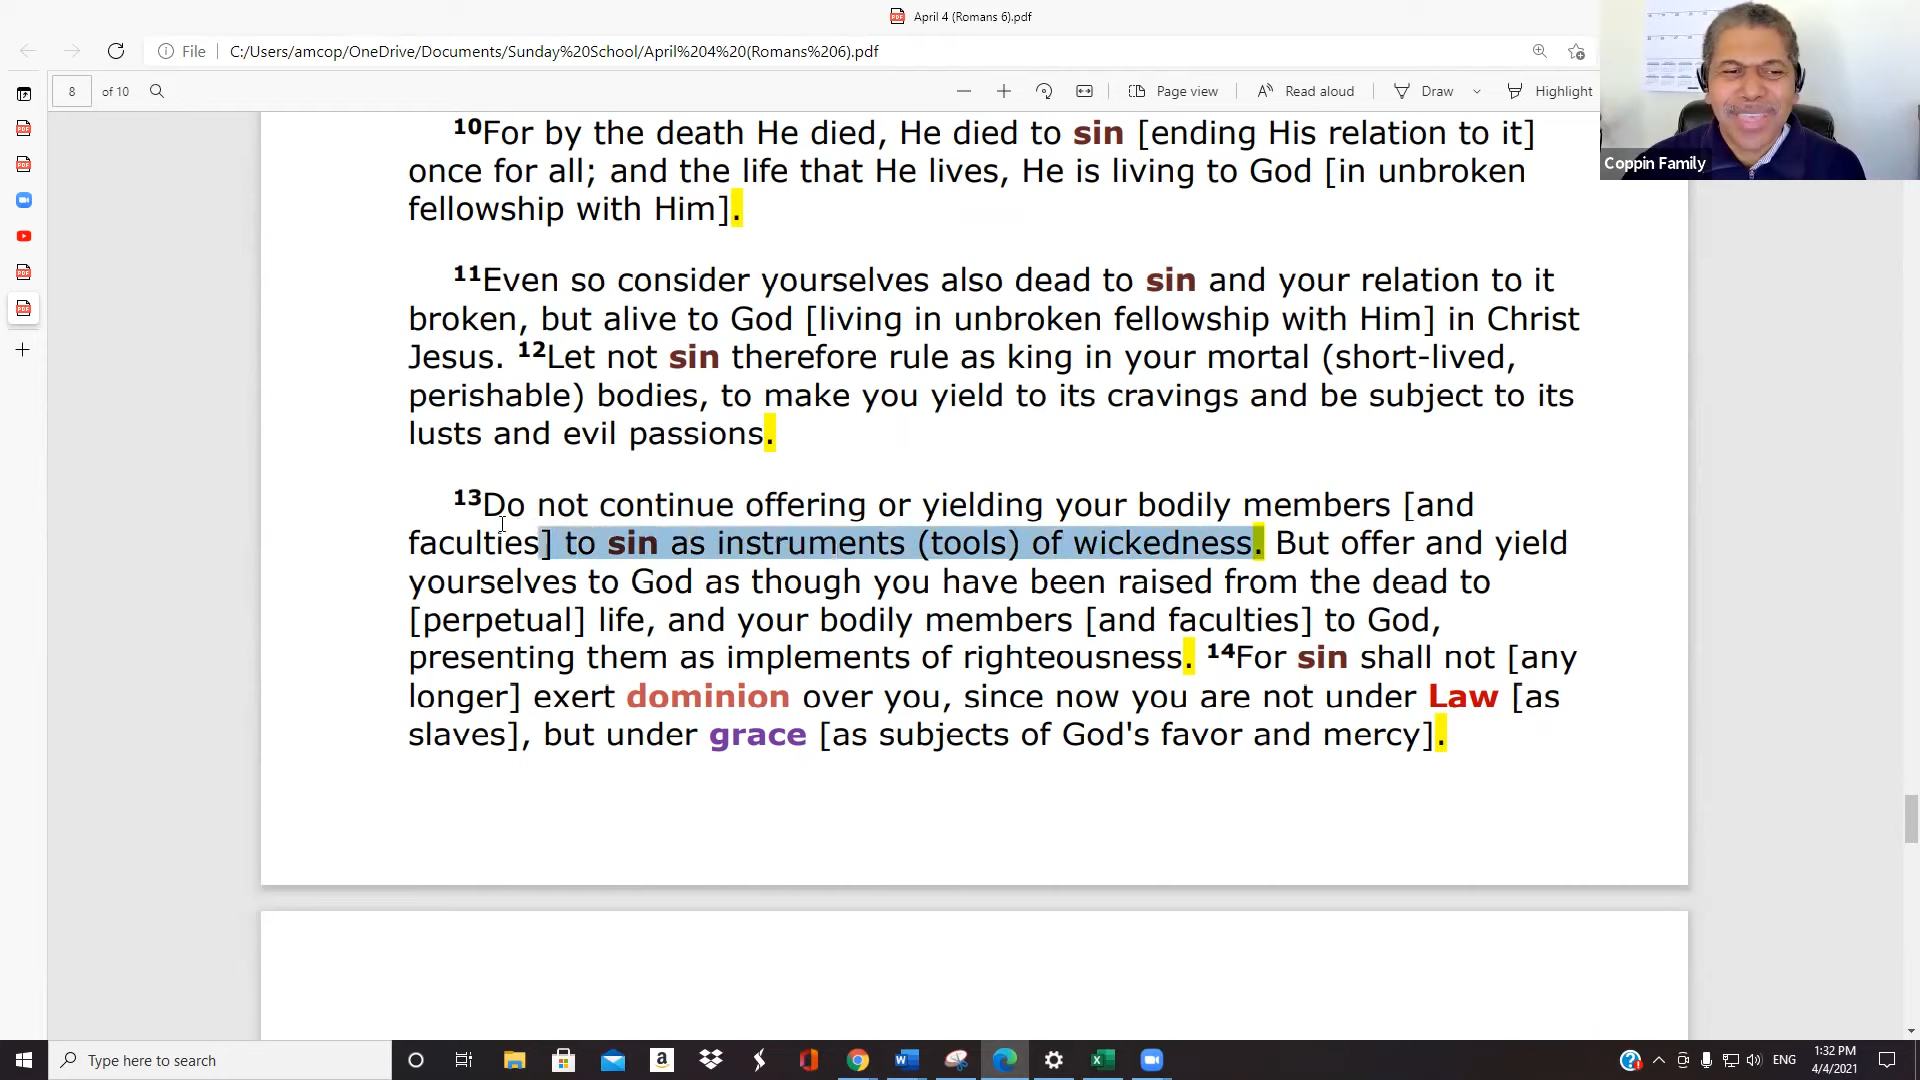 April 4 (Romans 6).pdf
File
C:/Users/amcop/OneDrive/Documents/Sunday%20School/April%204%20(Romans%206).pdf
8 of 10
Page view
Read aloud
Draw
Highlight
Coppin Family
10For by the death He died, He died to sin [ending His relation to it]
once for all; and the life that He lives, He is living to God [in unbroken
fellowship with Him].
11Even so consider yourselves also dead to sin and your relation to it
broken, but alive to God [living in unbroken fellowship with Him] in Christ
Jesus. 12Let not sin therefore rule as king in your mortal (short-lived,
perishable) bodies, to make you yield to its cravings and be subject to its
lusts and evil passions.
13Do not continue offering or yielding your bodily members [and
faculties] to sin as instruments (tools) of wickedness. But offer and yield
yourselves to God as though you have been raised from the dead to
[perpetual] life, and your bodily members [and faculties] to God,
presenting them as implements of righteousness. 14For sin shall not [any
longer] exert dominion over you, since now you are not under Law [as
slaves], but under grace [as subjects of God's favor and mercy].
Type here to search
ENG
1:32 PM
4/4/2021